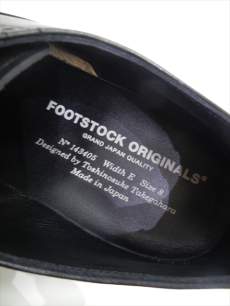 FOOTSTOCK ORIGINALS®
GRAND JAPAN QUALITY
Nº 143405 Width E Size 8
Designed by Toshinosuke Takegahara
Made in Japan